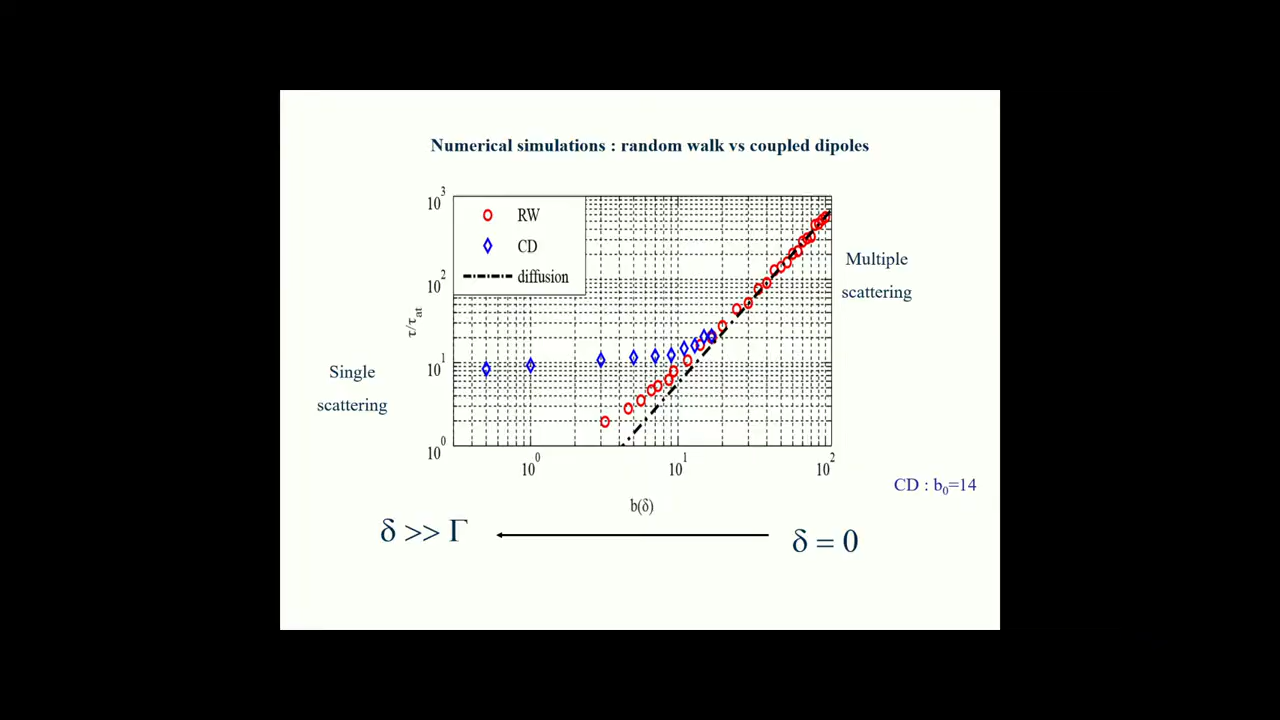 Numerical simulations : random walk vs coupled dipoles
10^3
10^2
10^1
10^0
τ/τ_at
RW
CD
diffusion
Multiple
scattering
Single
scattering
10^0
10^1
10^2
b(δ)
CD : b_0=14
δ >> Γ
δ = 0